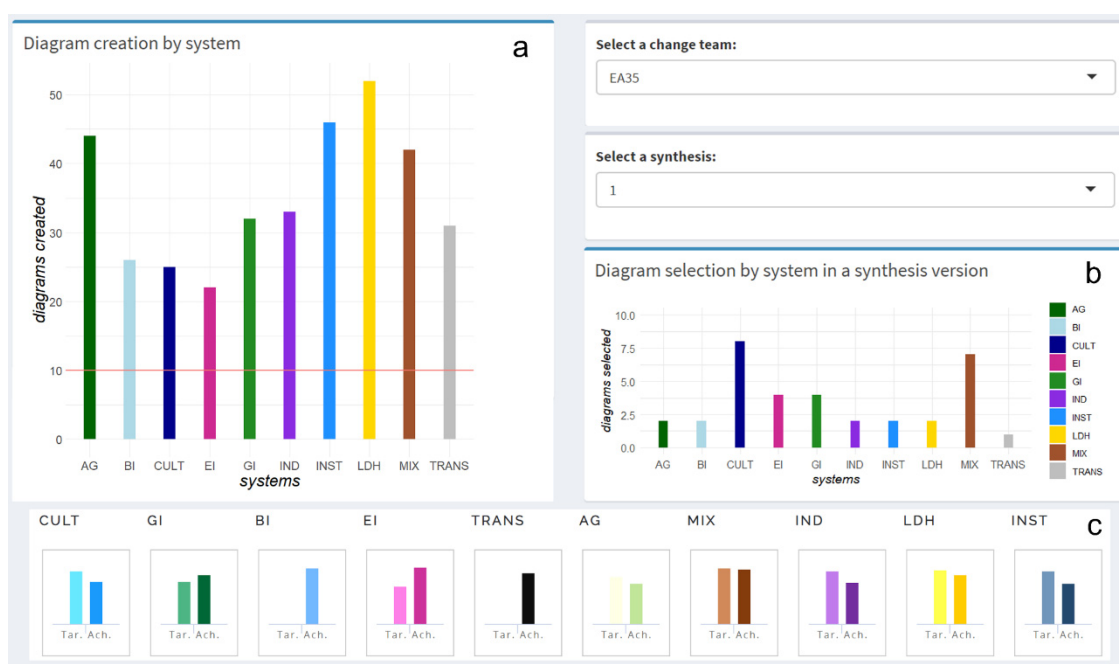 Diagram creation by system
a
diagrams created
50
40
30
20
10
0
AG BI CULT EI GI IND INST LDH MIX TRANS
systems
Select a change team:
EA35
Select a synthesis:
1
Diagram selection by system in a synthesis version
b
diagrams selected
10.0
7.5
5.0
2.5
0.0
AG BI CULT EI GI IND INST LDH MIX TRANS
systems
AG
BI
CULT
EI
GI
IND
INST
LDH
MIX
TRANS
CULT GI BI EI TRANS AG MIX IND LDH INST
c
Tar. Ach. Tar. Ach. Tar. Ach. Tar. Ach. Tar. Ach. Tar. Ach. Tar. Ach. Tar. Ach. Tar. Ach. Tar. Ach.